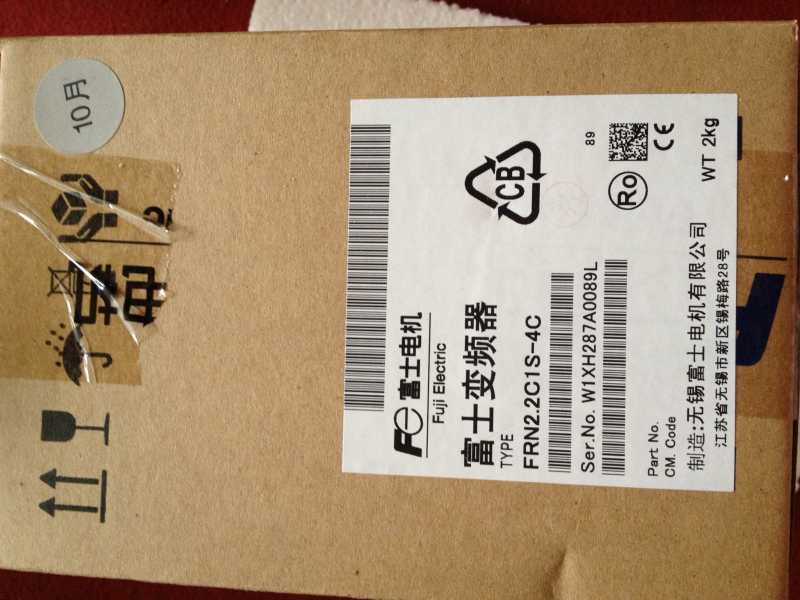 10月
富士电机
Fuji Electric
富士变频器
TYPE
FRN2.2C1S-4C
Ser.No. W1XH287A0089L
Part No.
CM. Code
制造:无锡富士电机有限公司
江苏省无锡市新区锡梅路28号
CB
89
Ro
CE
WT 2kg